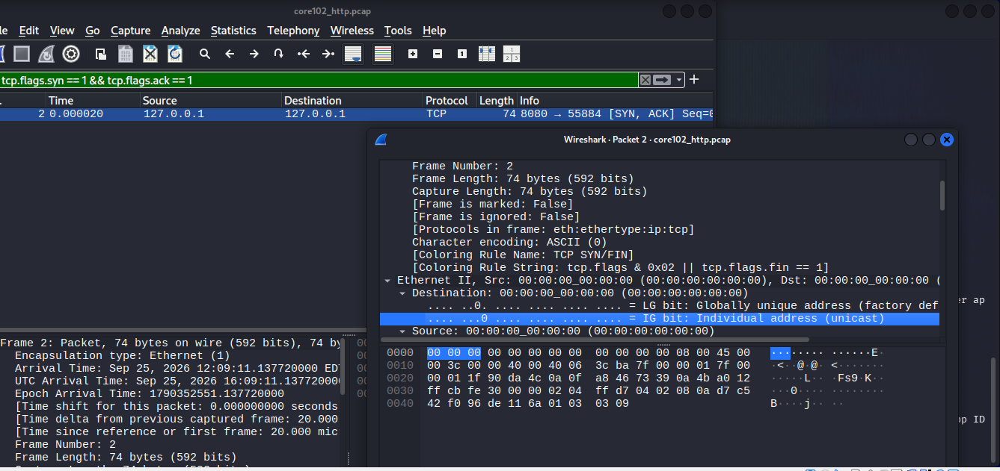 core102_http.pcap
le Edit View Go Capture Analyze Statistics Telephony Wireless Tools Help
tcp.flags.syn == 1 && tcp.flags.ack == 1
. Time Source Destination Protocol Length Info
2 0.000020 127.0.0.1 127.0.0.1 TCP 74 8080 → 55884 [SYN, ACK] Seq=0
Wireshark · Packet 2 · core102_http.pcap
Frame Number: 2
Frame Length: 74 bytes (592 bits)
Capture Length: 74 bytes (592 bits)
[Frame is marked: False]
[Frame is ignored: False]
[Protocols in frame: eth:ethertype:ip:tcp]
Character encoding: ASCII (0)
[Coloring Rule Name: TCP SYN/FIN]
[Coloring Rule String: tcp.flags & 0x02 || tcp.flags.fin == 1]
Ethernet II, Src: 00:00:00_00:00:00 (00:00:00:00:00:00), Dst: 00:00:00_00:00:00 (
Destination: 00:00:00_00:00:00 (00:00:00:00:00:00)
.... ..0. .... .... .... .... = LG bit: Globally unique address (factory def
.... ...0 .... .... .... .... = IG bit: Individual address (unicast)
Source: 00:00:00_00:00:00 (00:00:00:00:00:00)
0000 00 00 00 00 00 00 00 00 00 00 00 00 08 00 45 00 ········ ······E·
0010 00 3c 00 00 40 00 40 06 3c ba 7f 00 00 01 7f 00 ·<··@·@· <·······
0020 00 01 1f 90 da 4c 0a 0f a8 46 73 39 0a 4b a0 12 ·····L·· ·Fs9·K··
0030 ff cb fe 30 00 00 02 04 ff d7 04 02 08 0a d7 c5 ···0···· ········
0040 42 f0 96 de 11 6a 01 03 03 09 B····j·· ··
Frame 2: Packet, 74 bytes on wire (592 bits), 74 by
Encapsulation type: Ethernet (1)
Arrival Time: Sep 25, 2026 12:09:11.137720000 EDT
UTC Arrival Time: Sep 25, 2026 16:09:11.137720000
Epoch Arrival Time: 1790352551.137720000
[Time shift for this packet: 0.000000000 seconds
[Time delta from previous captured frame: 20.000
[Time since reference or first frame: 20.000 mic
Frame Number: 2
Frame Length: 74 bytes (592 bits)
er ap
op ID